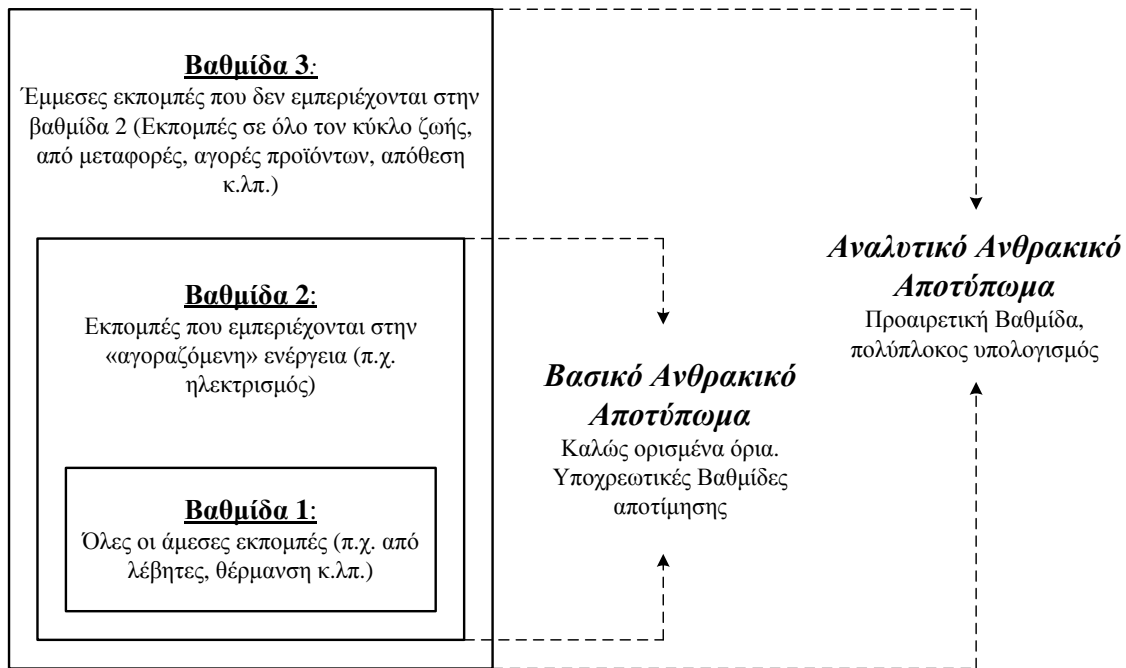 Βαθμίδα 3:
Έμμεσες εκπομπές που δεν εμπεριέχονται στην
βαθμίδα 2 (Εκπομπές σε όλο τον κύκλο ζωής,
από μεταφορές, αγορές προϊόντων, απόθεση
κ.λπ.)
Βαθμίδα 2:
Εκπομπές που εμπεριέχονται στην
«αγοραζόμενη» ενέργεια (π.χ.
ηλεκτρισμός)
Βαθμίδα 1:
Όλες οι άμεσες εκπομπές (π.χ. από
λέβητες, θέρμανση κ.λπ.)
Βασικό Ανθρακικό
Αποτύπωμα
Καλώς ορισμένα όρια.
Υποχρεωτικές Βαθμίδες
αποτίμησης
Αναλυτικό Ανθρακικό
Αποτύπωμα
Προαιρετική Βαθμίδα,
πολύπλοκος υπολογισμός